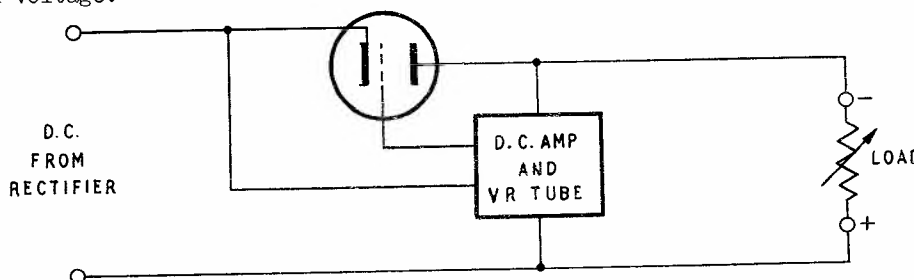 voltage.
D.C.
FROM
RECTIFIER
D.C. AMP
AND
VR TUBE
-
LOAD
+